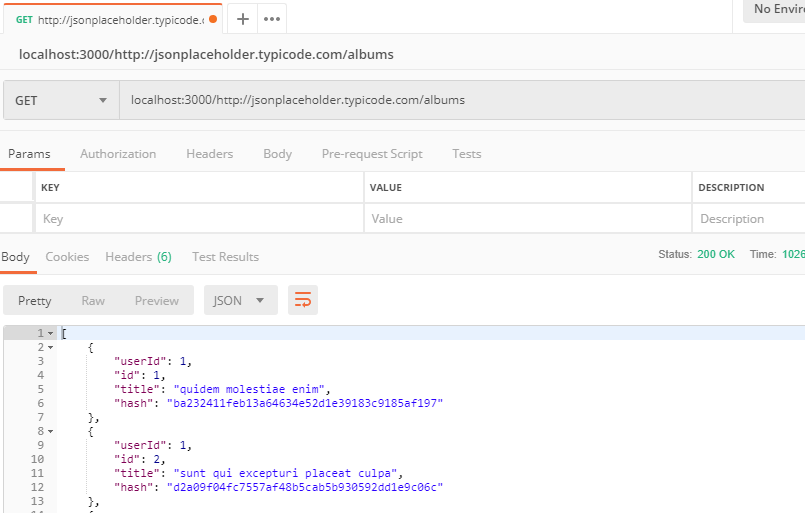 GET http://jsonplaceholder.typicode.c + ••• No Enviro
localhost:3000/http://jsonplaceholder.typicode.com/albums
GET localhost:3000/http://jsonplaceholder.typicode.com/albums
Params Authorization Headers Body Pre-request Script Tests
KEY VALUE DESCRIPTION
Key Value Description
Body Cookies Headers (6) Test Results Status: 200 OK Time: 1026
Pretty Raw Preview JSON
1 [
2 {
3 "userId": 1,
4 "id": 1,
5 "title": "quidem molestiae enim",
6 "hash": "ba232411feb13a64634e52d1e39183c9185af197"
7 },
8 {
9 "userId": 1,
10 "id": 2,
11 "title": "sunt qui excepturi placeat culpa",
12 "hash": "d2a09f04fc7557af48b5cab5b930592dd1e9c06c"
13 },